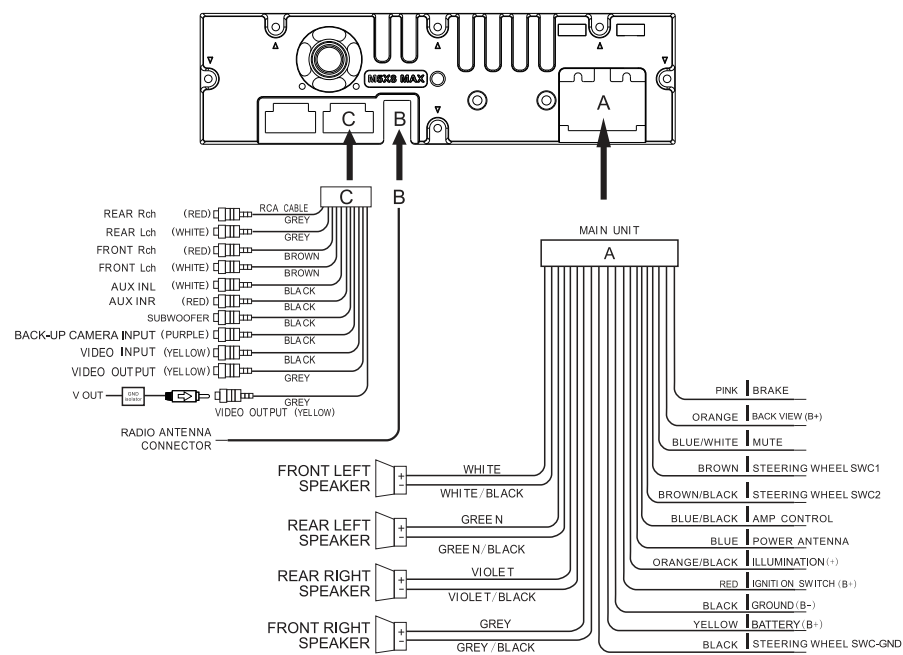 M5X8 MAX
C
B
A
C
B
REAR Rch (RED) RCA CABLE
GREY
REAR Lch (WHITE)
GREY
FRONT Rch (RED)
BROWN
FRONT Lch (WHITE)
BROWN
AUX INL (WHITE)
BLACK
AUX INR (RED)
BLACK
SUBWOOFER
BLACK
BACK-UP CAMERA INPUT (PURPLE)
BLACK
VIDEO INPUT (YELLOW)
BLACK
VIDEO OUTPUT (YELLOW)
GREY
V OUT GND
isolator
GREY
VIDEO OUTPUT (YELLOW)
RADIO ANTENNA
CONNECTOR
MAIN UNIT
A
PINK BRAKE
ORANGE BACK VIEW (B+)
BLUE/WHITE MUTE
BROWN STEERING WHEEL SWC1
BROWN/BLACK STEERING WHEEL SWC2
BLUE/BLACK AMP CONTROL
BLUE POWER ANTENNA
ORANGE/BLACK ILLUMINATION (+)
RED IGNITION SWITCH (B+)
BLACK GROUND (B-)
YELLOW BATTERY (B+)
BLACK STEERING WHEEL SWC-GND
FRONT LEFT
SPEAKER
+
-
WHITE
WHITE/BLACK
REAR LEFT
SPEAKER
+
-
GREEN
GREEN/BLACK
REAR RIGHT
SPEAKER
+
-
VIOLET
VIOLET/BLACK
FRONT RIGHT
SPEAKER
+
-
GREY
GREY/BLACK